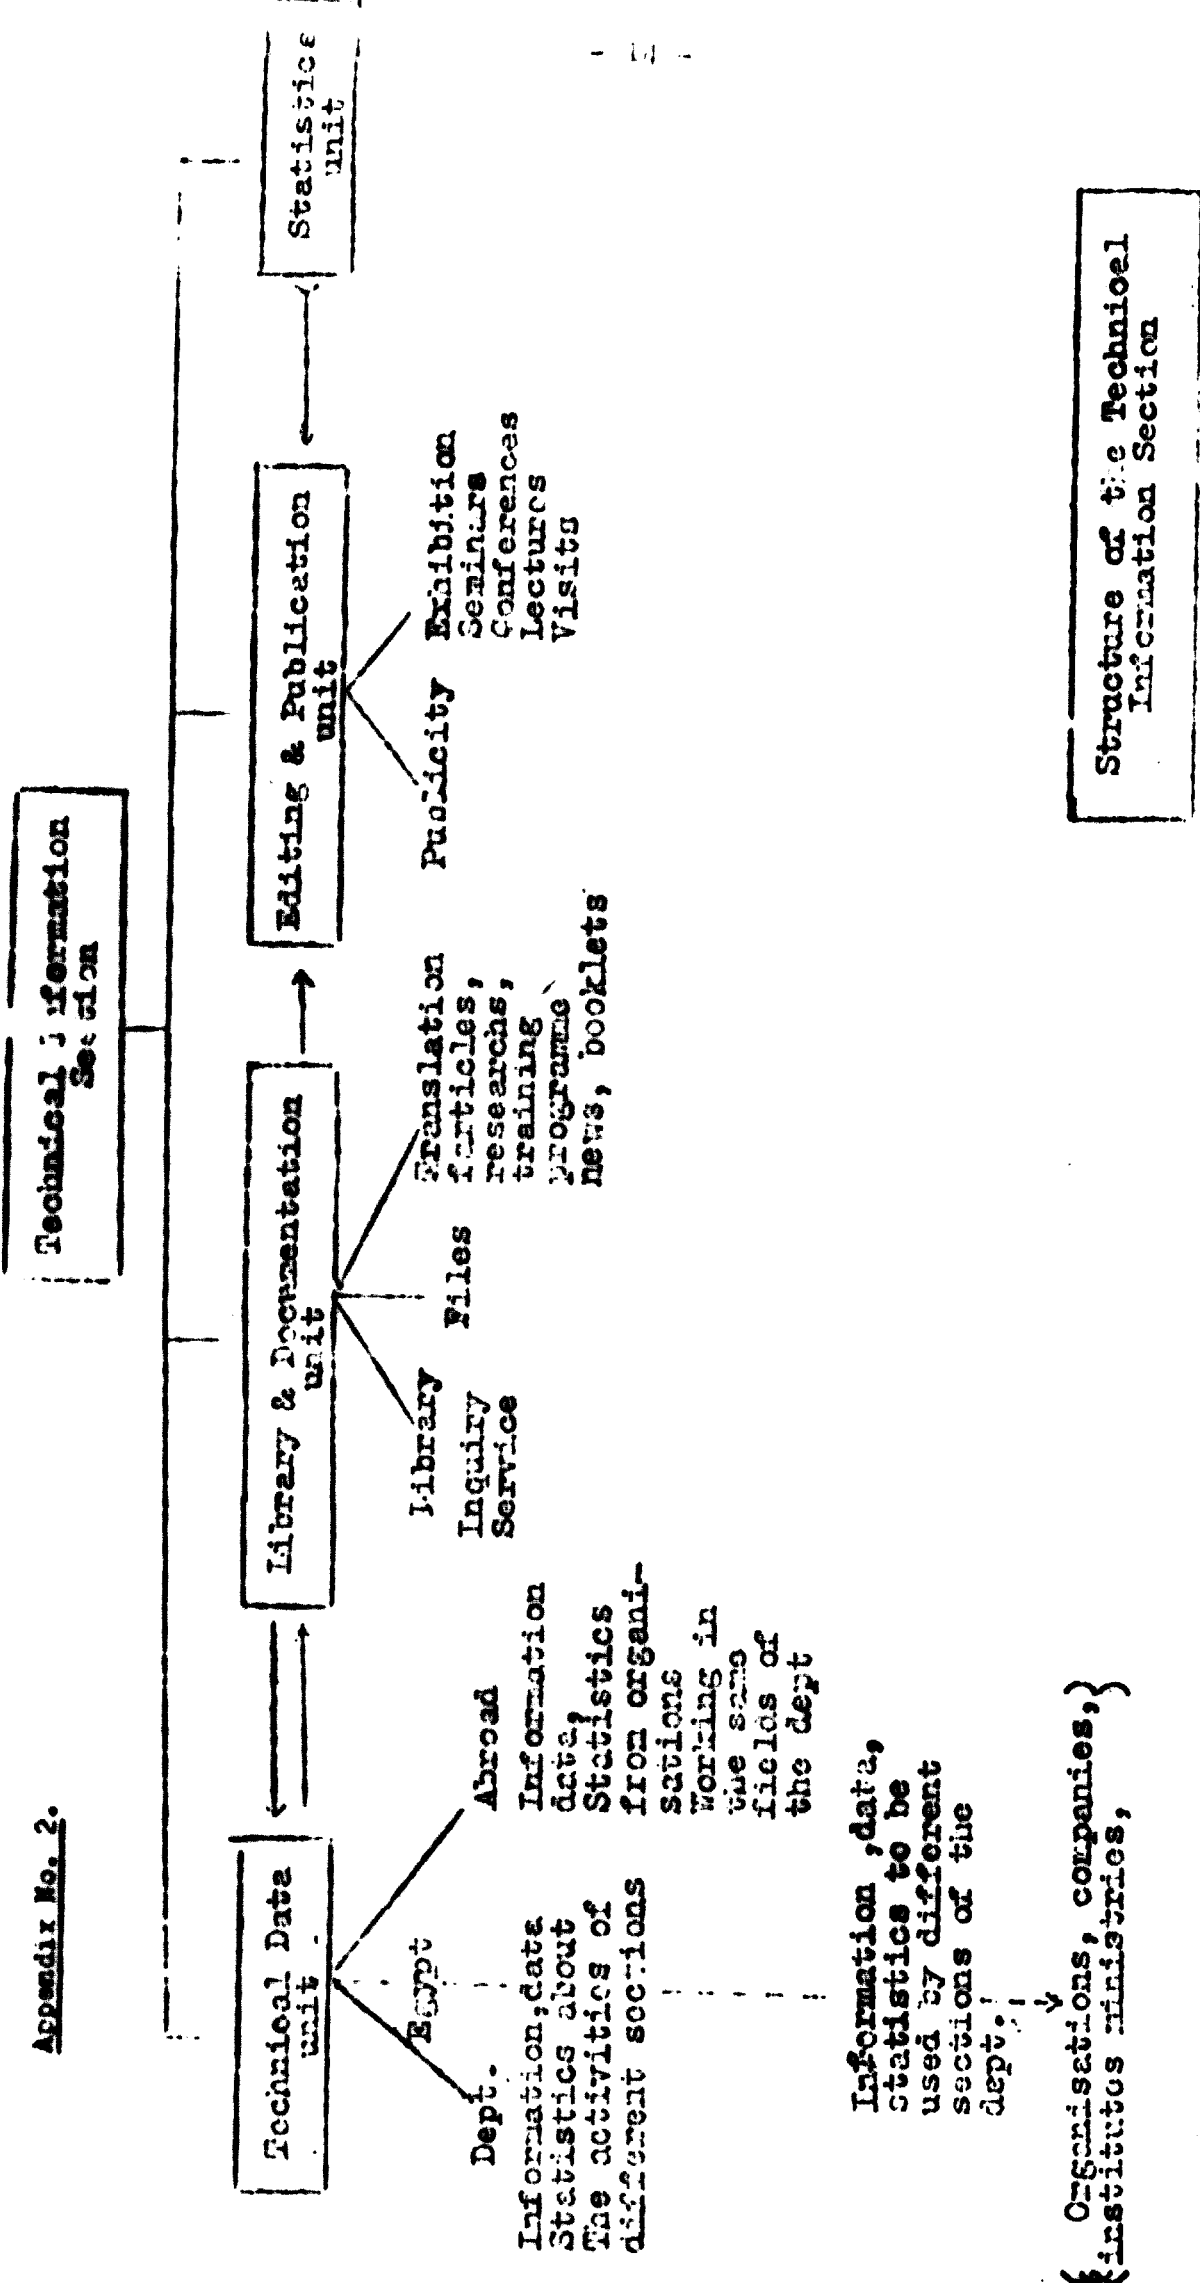 - 14 -
Appendix No. 2.
Technical Information
Section
Technical Data
unit
Library & Documentation
unit
Editing & Publication
unit
Statistics
unit
Dept.
Information,data
Statistics about
The activities of
different sections
Egypt
Information ,data,
statistics to be
used by different
sections of the
dept.
Organisations, companies,
institutes ministries,
Abroad
Information
data,
Statistics
from organi-
sations
Working in
the same
fields of
the dept
Library
Inquiry
Service
Files
Translation
articles,
researchs,
training
programme
news, booklets
Publicity
Exhibition
Seminars
Conferences
Lectures
Visits
Structure of the Technical
Information Section